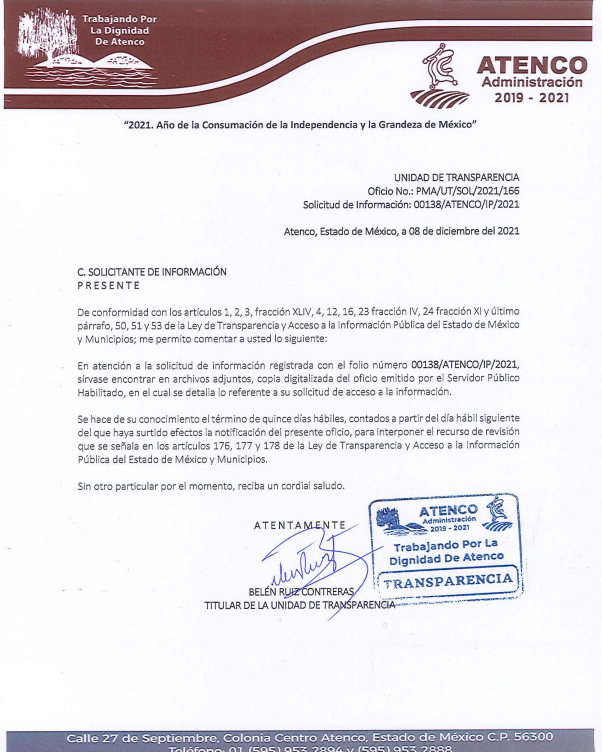 Trabajando Por
La Dignidad
De Atenco
ATENCO
Administración
2019 - 2021
"2021. Año de la Consumación de la Independencia y la Grandeza de México"
UNIDAD DE TRANSPARENCIA
Oficio No.: PMA/UT/SOL/2021/166
Solicitud de Información: 00138/ATENCO/IP/2021
Atenco, Estado de México, a 08 de diciembre del 2021
C. SOLICITANTE DE INFORMACIÓN
P R E S E N T E
De conformidad con los artículos 1, 2, 3, fracción XLIV, 4, 12, 16, 23 fracción IV, 24 fracción XI y último
párrafo, 50, 51 y 53 de la Ley de Transparencia y Acceso a la Información Pública del Estado de México
y Municipios; me permito comentar a usted lo siguiente:
En atención a la solicitud de información registrada con el folio número 00138/ATENCO/IP/2021,
sírvase encontrar en archivos adjuntos, copia digitalizada del oficio emitido por el Servidor Público
Habilitado, en el cual se detalla lo referente a su solicitud de acceso a la información.
Se hace de su conocimiento el término de quince días hábiles, contados a partir del día hábil siguiente
del que haya surtido efectos la notificación del presente oficio, para interponer el recurso de revisión
que se señala en los artículos 176, 177 y 178 de la Ley de Transparencia y Acceso a la Información
Pública del Estado de México y Municipios.
Sin otro particular por el momento, reciba un cordial saludo.
A T E N T A M E N T E
BELÉN RUIZ CONTRERAS
TITULAR DE LA UNIDAD DE TRANSPARENCIA
ATENCO
Administración
2019 - 2021
Trabajando Por La
Dignidad De Atenco
TRANSPARENCIA
Calle 27 de Septiembre, Colonia Centro Atenco, Estado de México C.P. 56300
Teléfono: 01 (595) 953 2894 y (595) 953 2888